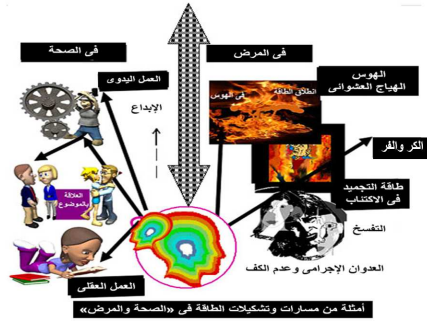 فى المرض
فى الصحة
الهوس
الهياج العشوائى
العمل اليدوى
انطلاق الطاقة
فى الهوس
الإبداع
الكر والفر
طاقة التجميد
فى الاكتئاب
العلاقة
بالموضوع
التفسخ
العدوان الإجرامى وعدم الكف
العمل العقلى
أمثلة من مسارات وتشكيلات الطاقة فى «الصحة والمرض»